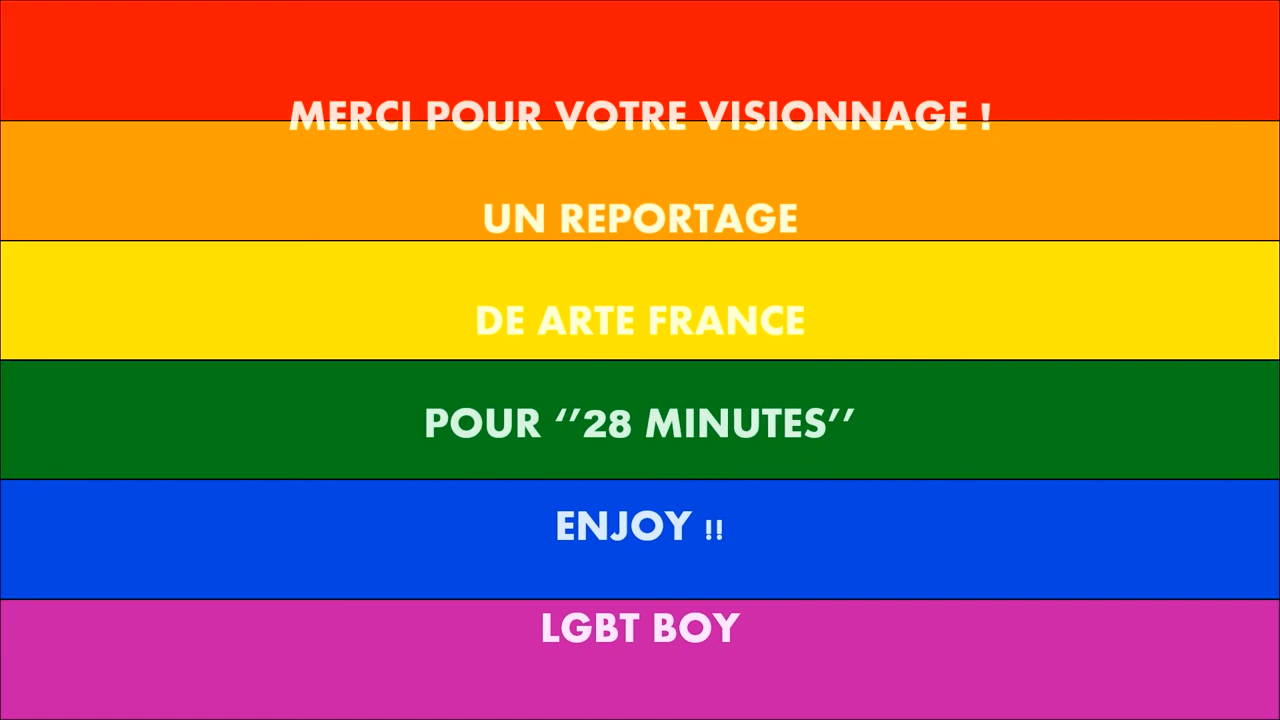 MERCI POUR VOTRE VISIONNAGE !
UN REPORTAGE
DE ARTE FRANCE
POUR ‘’28 MINUTES’’
ENJOY !!
LGBT BOY